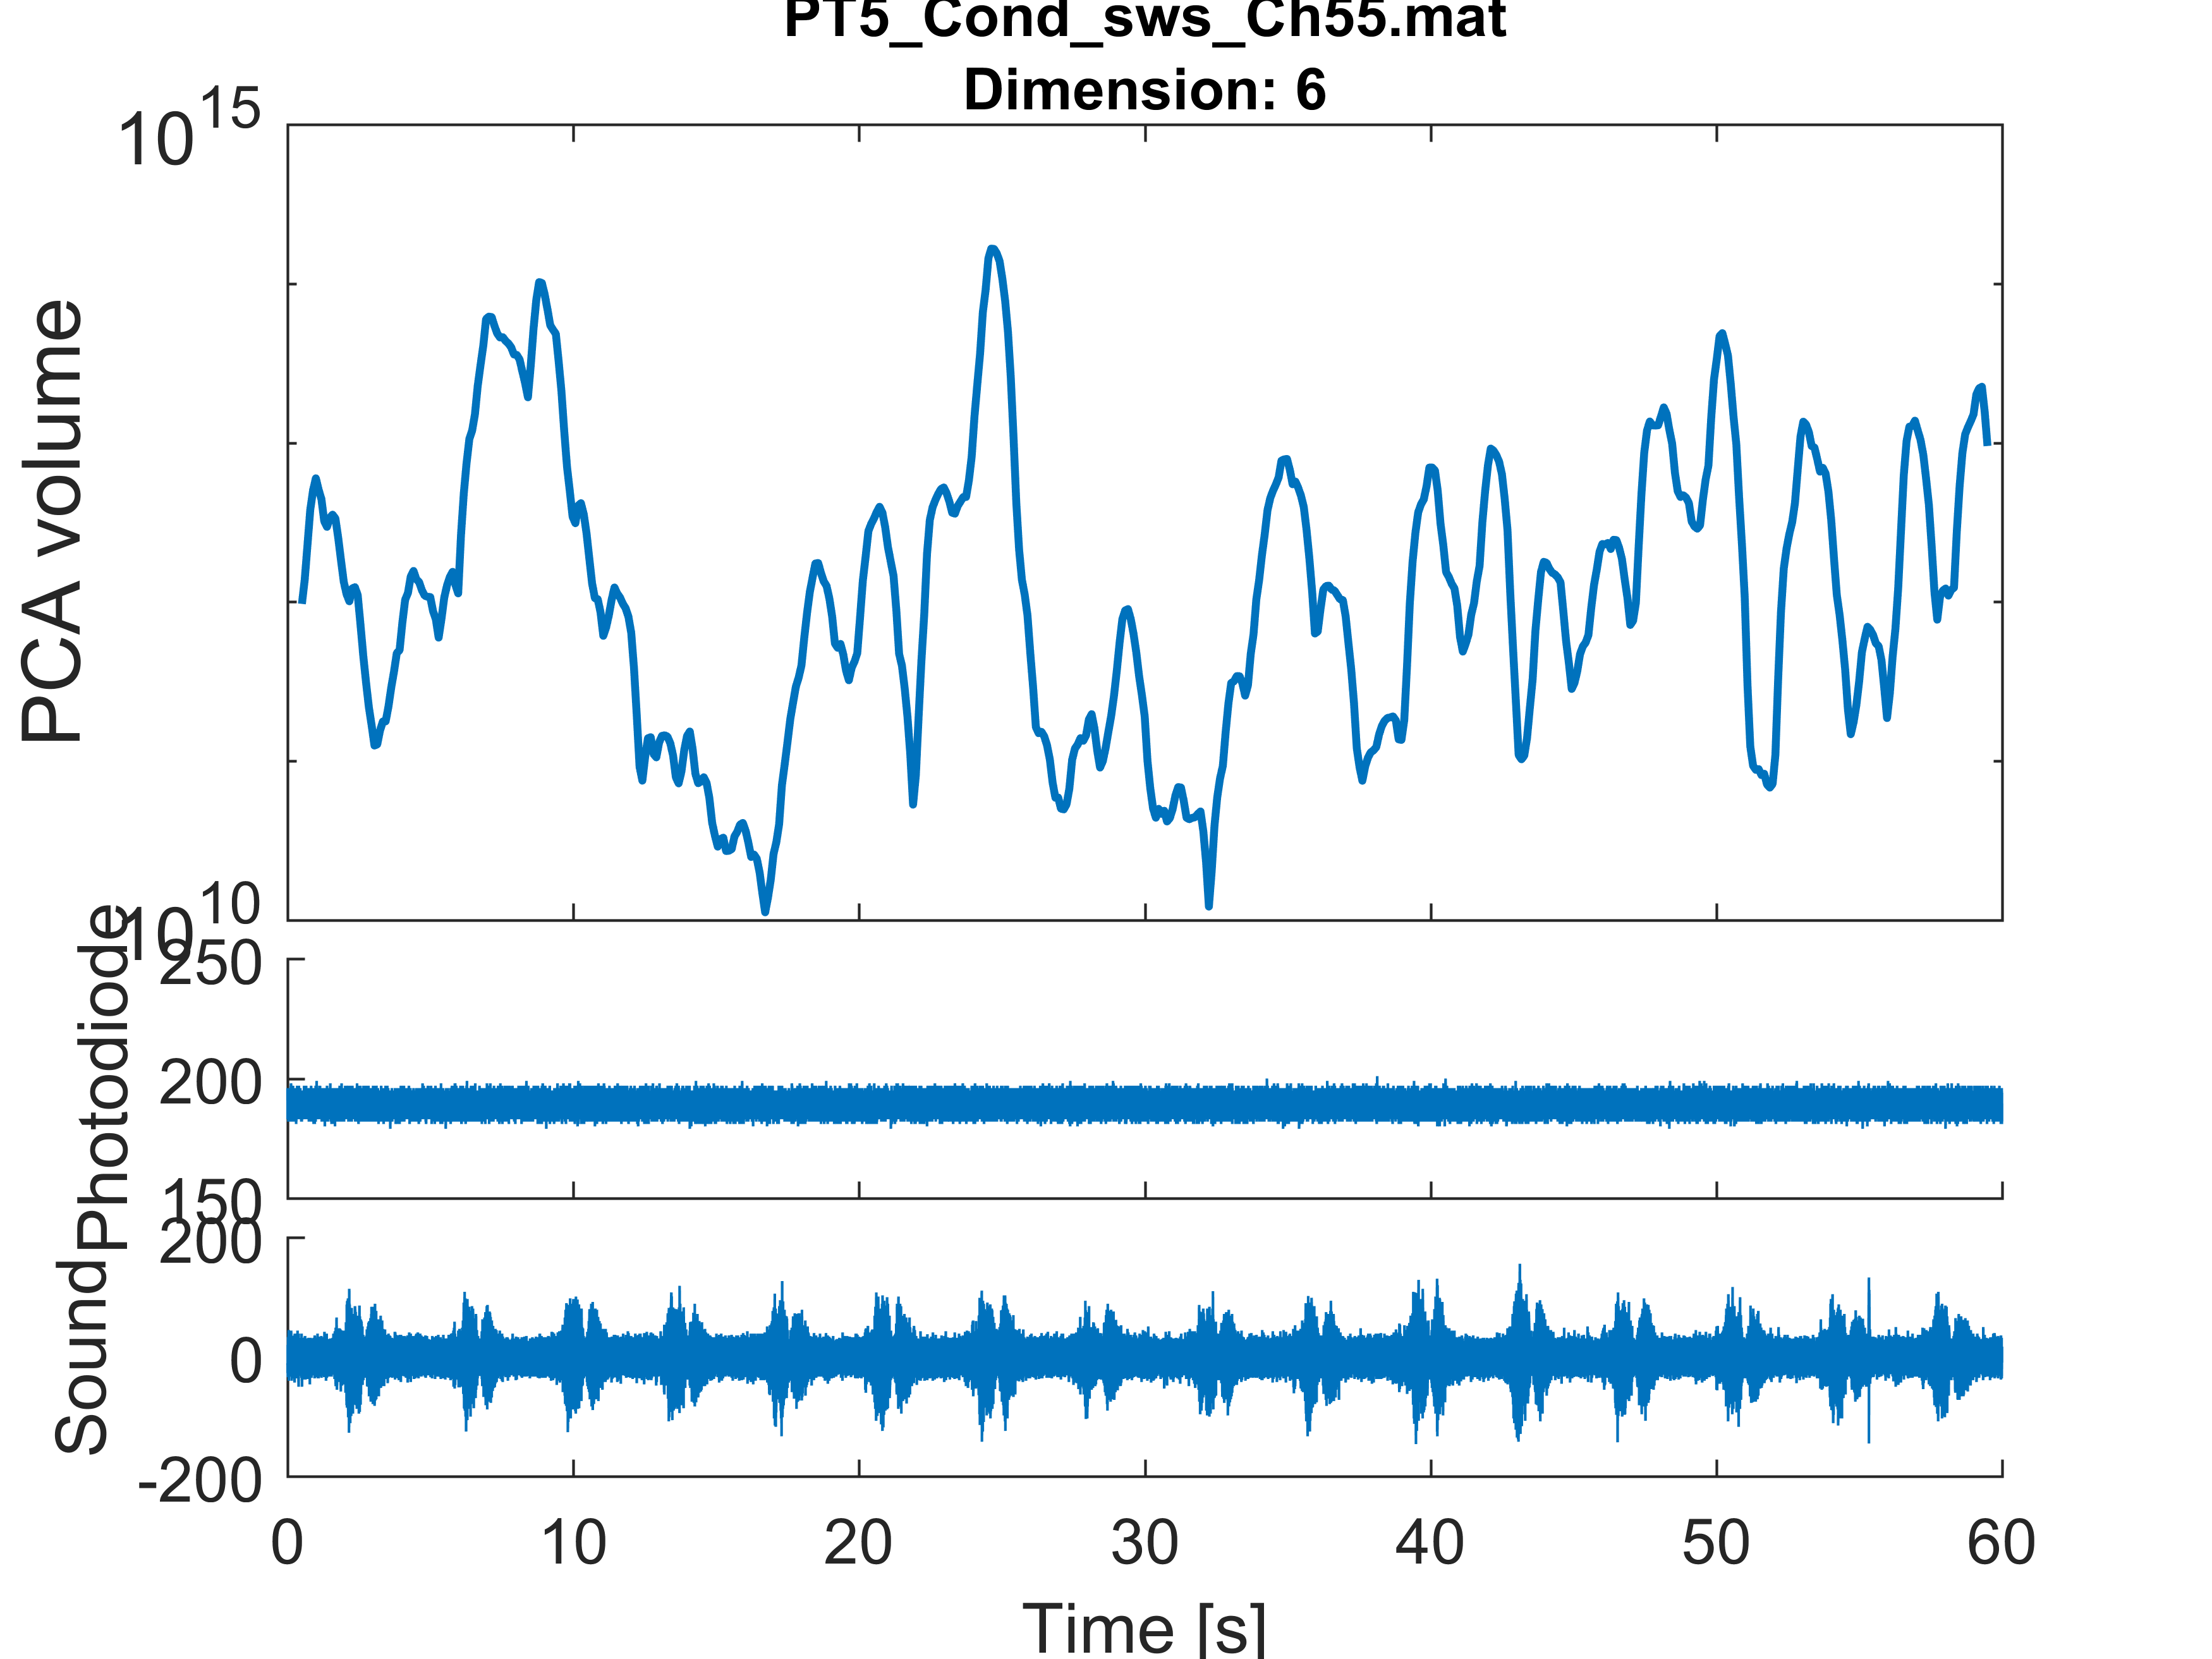 PT5_Cond_sws_Ch55.mat
Dimension: 6
10^15
PCA volume
10^10
250
Photodiode
200
150
200
Sound
0
-200
0 10 20 30 40 50 60
Time [s]